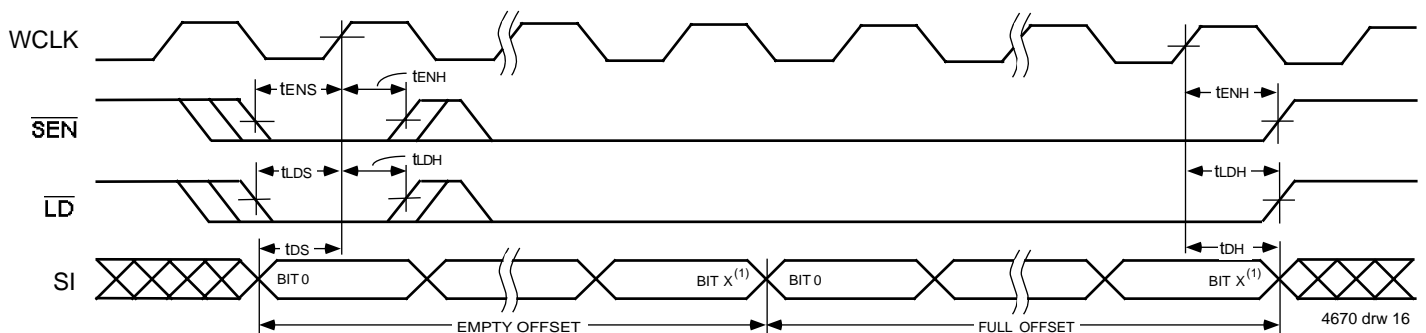 WCLK
tENS
tENH
tENH
SEN
tLDS
tLDH
tLDH
LD
tDS
tDH
SI
BIT 0
BIT X(1)
BIT 0
BIT X(1)
EMPTY OFFSET
FULL OFFSET
4670 drw 16